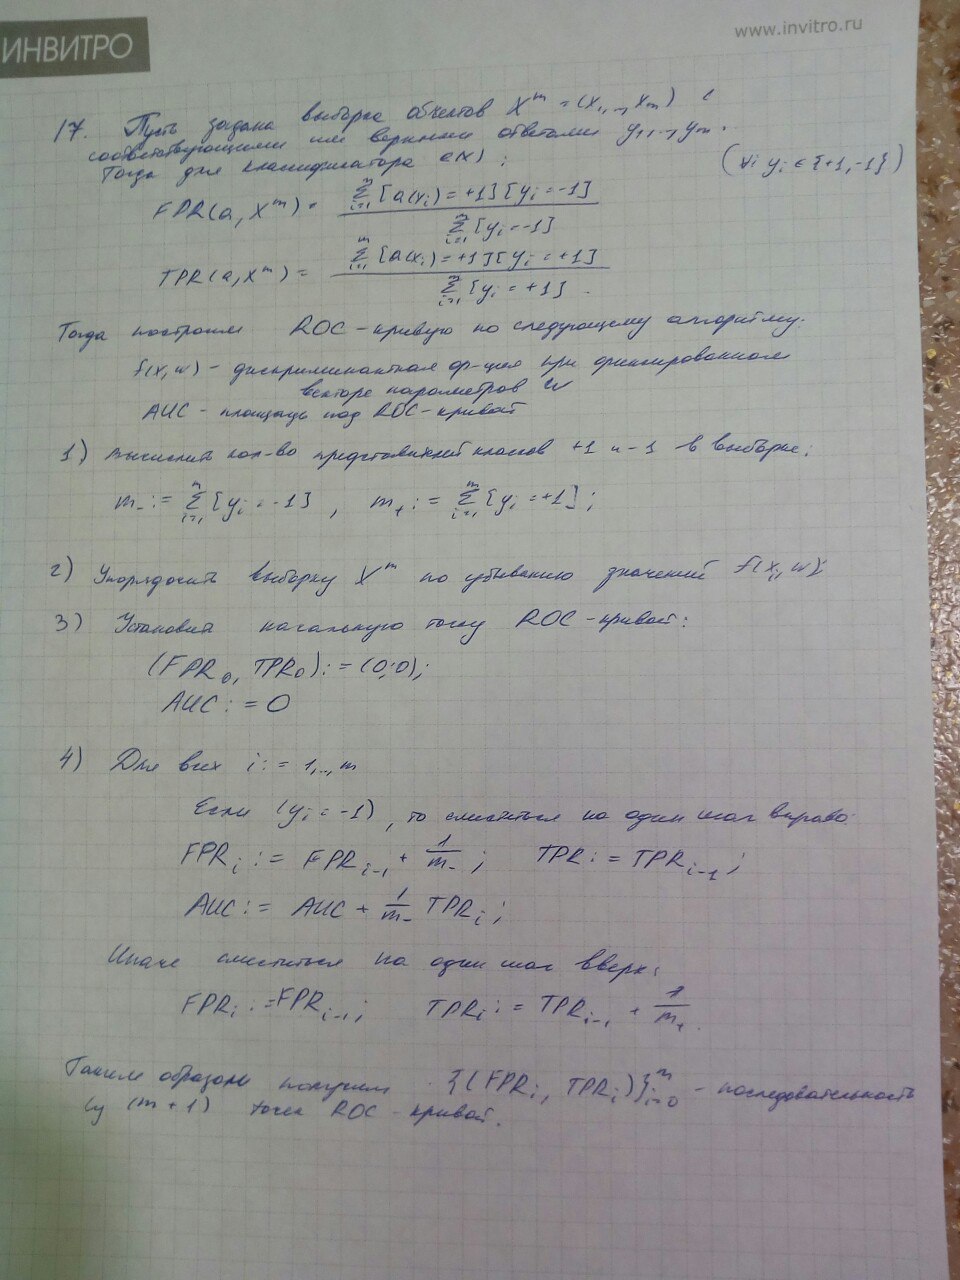 ИНВИТРО
www.invitro.ru
17. Пусть задана выборка объектов X^m = (x_1, .., x_m) с
соответствующими им верными ответами y_1, .., y_m.
(∀i y_i ∈ {+1, -1})
Тогда для классификатора a(x):
FPR(a, X^m) = \frac{\sum_{i=1}^{m} [a(x_i) = +1][y_i = -1]}{\sum_{i=1}^{m} [y_i = -1]}
TPR(a, X^m) = \frac{\sum_{i=1}^{m} [a(x_i) = +1][y_i = +1]}{\sum_{i=1}^{m} [y_i = +1]}.
Тогда построим ROC-кривую по следующему алгоритму.
f(x, w) - дискриминантная ф-ция при фиксированном
векторе параметров w
AUC - площадь под ROC-кривой
1) Вычислить кол-во представителей классов +1 и -1 в выборке:
m_- := \sum_{i=1}^{m} [y_i = -1], m_+ := \sum_{i=1}^{m} [y_i = +1];
2) Упорядочить выборку X^m по убыванию значений f(x_i, w);
3) Установить начальную точку ROC-кривой:
(FPR_0, TPR_0) := (0; 0);
AUC := 0
4) Для всех i := 1, .., m
Если (y_i = -1), то сместиться на один шаг вправо:
FPR_i := FPR_{i-1} + \frac{1}{m_-}; TPR_i := TPR_{i-1};
AUC := AUC + \frac{1}{m_-} TPR_i;
Иначе сместиться на один шаг вверх:
FPR_i := FPR_{i-1}; TPR_i := TPR_{i-1} + \frac{1}{m_+}.
Таким образом получим {(FPR_i, TPR_i)}_{i=0}^{m} - последовательность
из (m + 1) точек ROC-кривой.